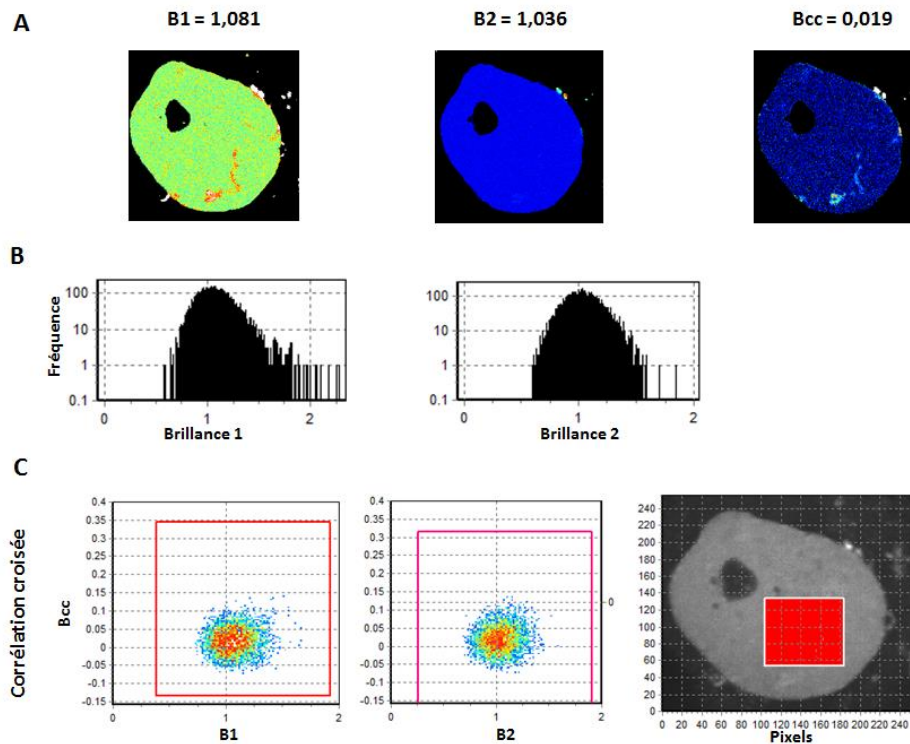 A
B1 = 1,081
B2 = 1,036
Bcc = 0,019
B
Fréquence
100
10
1
0.1
0 1 2
Brillance 1
100
10
1
0.1
0 1 2
Brillance 2
C
Corrélation croisée
Bcc
0.4
0.35
0.3
0.25
0.2
0.15
0.1
0.05
0
-0.05
-0.1
-0.15
0 1 2
B1
0.4
0.35
0.3
0.25
0.2
0.15
0.1
0.05
0
-0.05
-0.1
-0.15
0 1 2
0
B2
240
220
200
180
160
140
120
100
80
60
40
20
0
0 20 40 60 80 100 120 140 160 180 200 220 240
Pixels